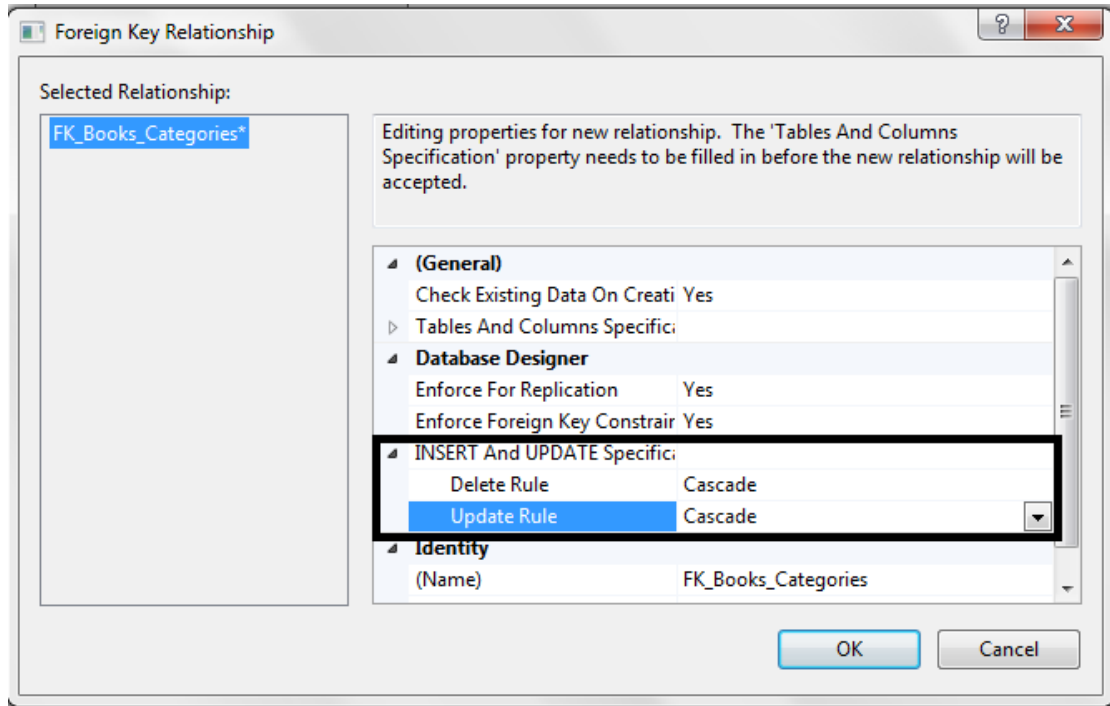 Foreign Key Relationship
Selected Relationship:
FK_Books_Categories*
Editing properties for new relationship. The 'Tables And Columns
Specification' property needs to be filled in before the new relationship will be
accepted.
(General)
Check Existing Data On Creati Yes
Tables And Columns Specifica
Database Designer
Enforce For Replication Yes
Enforce Foreign Key Constrair Yes
INSERT And UPDATE Specifica
Delete Rule Cascade
Update Rule Cascade
Identity
(Name) FK_Books_Categories
OK Cancel